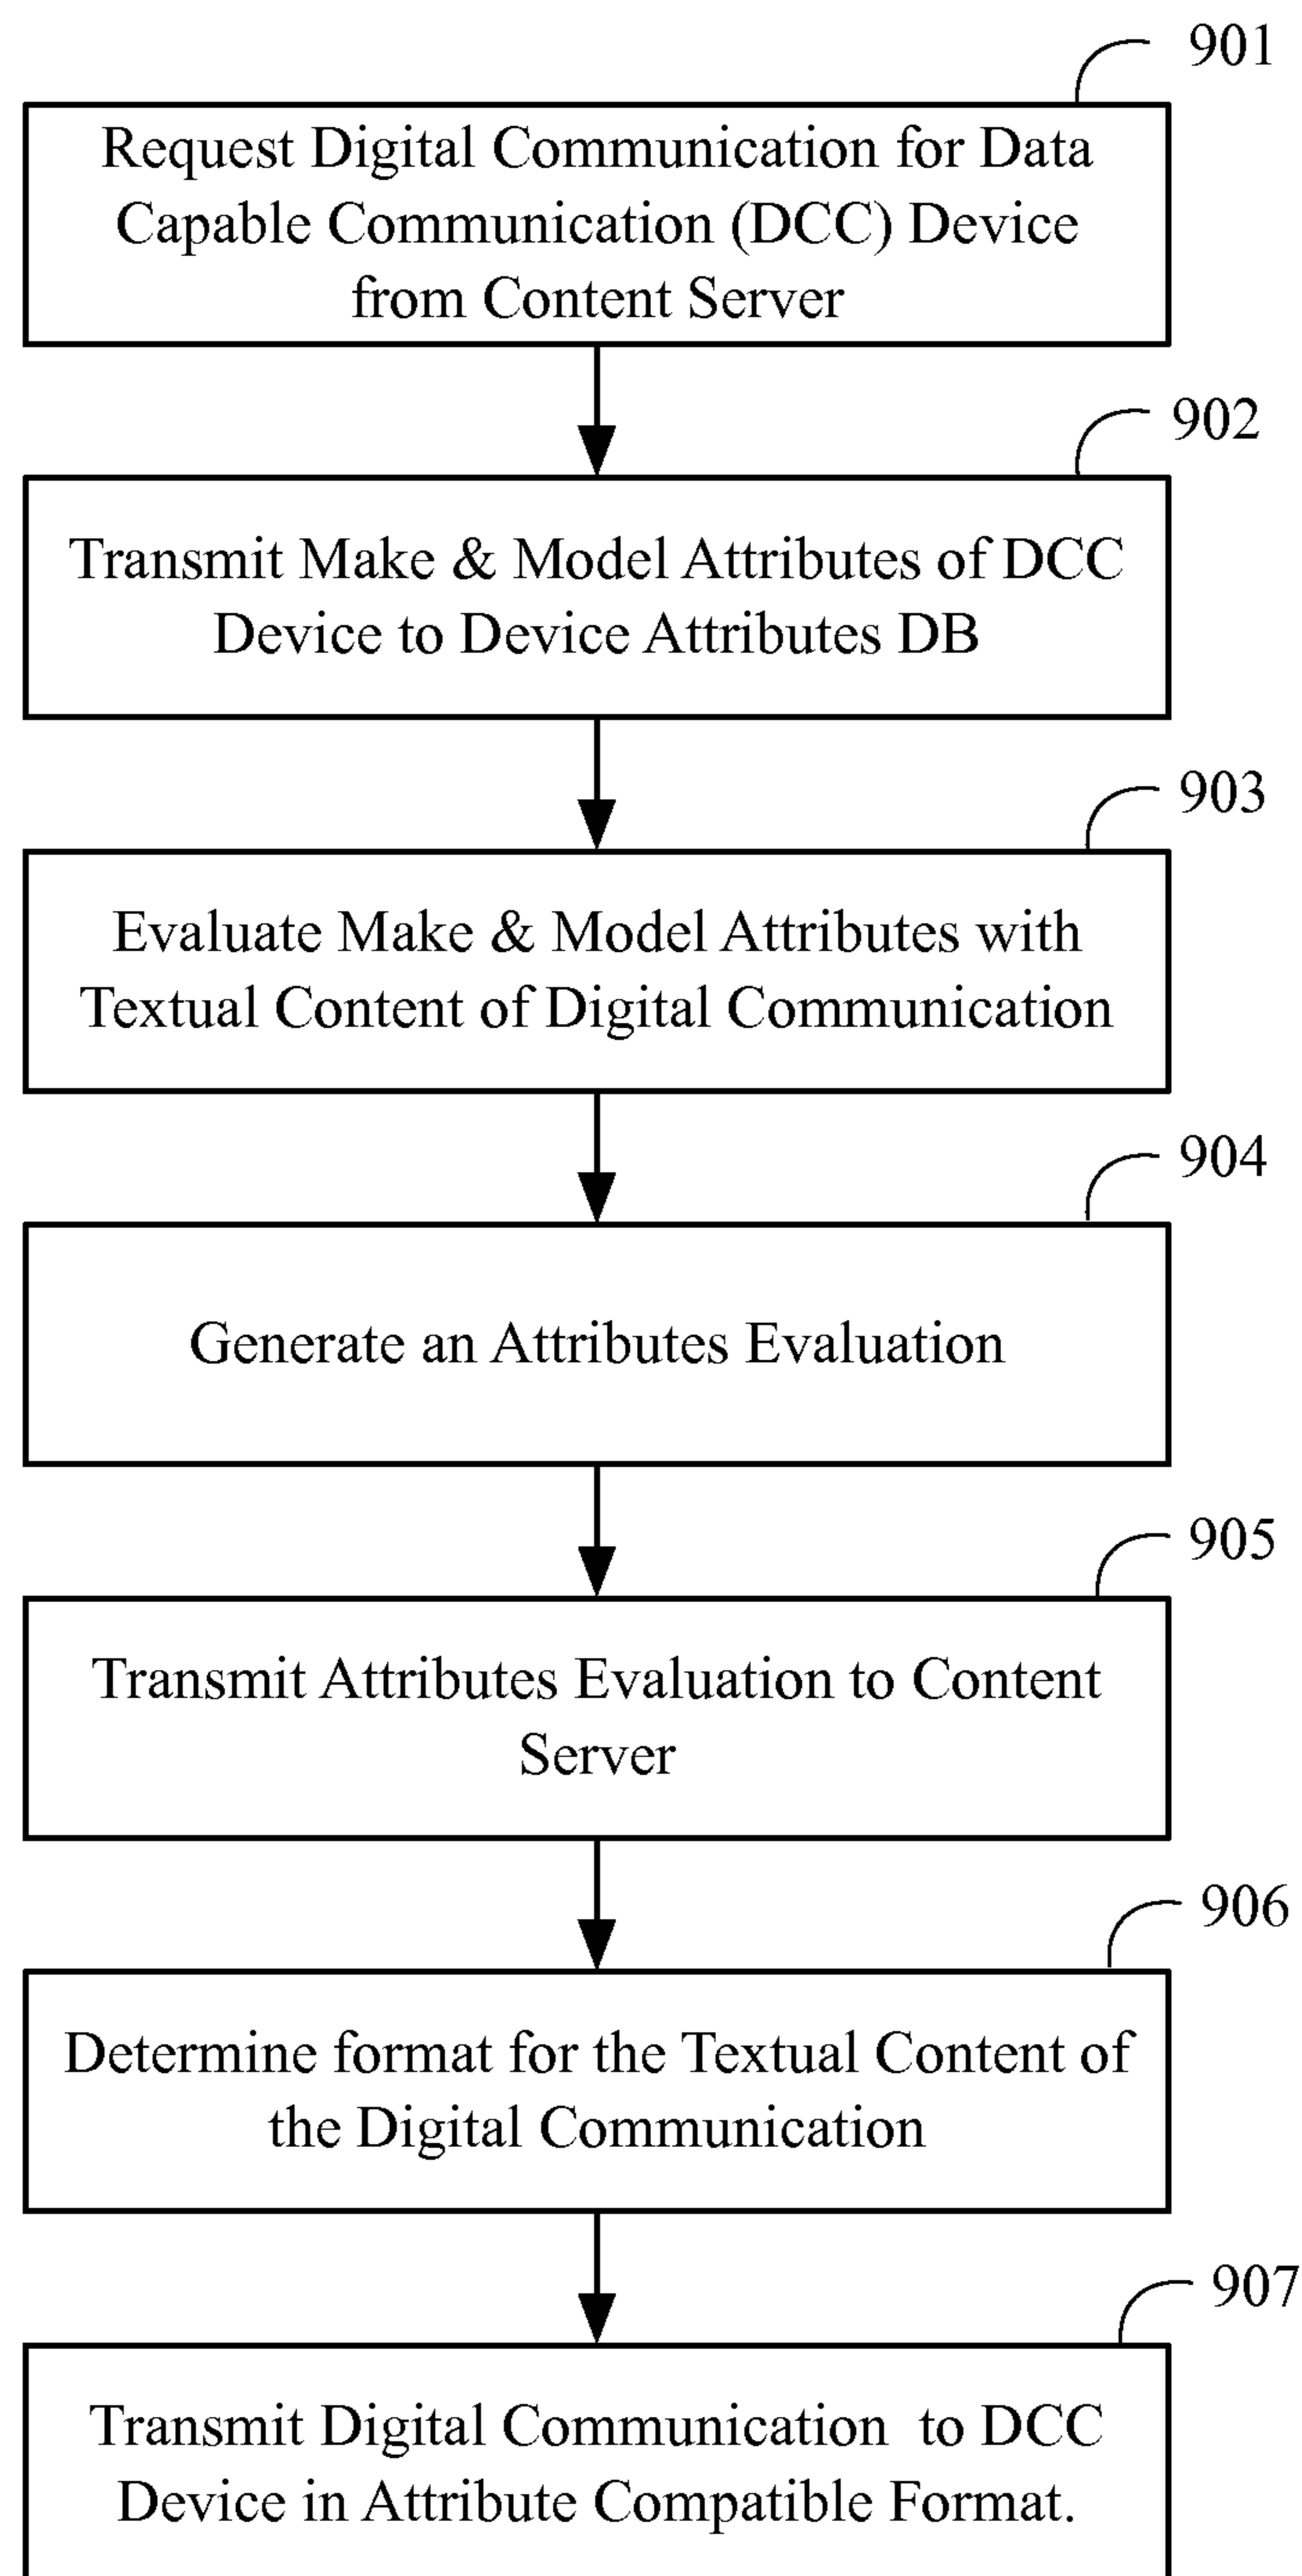 901
Request Digital Communication for Data
Capable Communication (DCC) Device
from Content Server
902
Transmit Make & Model Attributes of DCC
Device to Device Attributes DB
903
Evaluate Make & Model Attributes with
Textual Content of Digital Communication
904
Generate an Attributes Evaluation
905
Transmit Attributes Evaluation to Content
Server
906
Determine format for the Textual Content of
the Digital Communication
907
Transmit Digital Communication to DCC
Device in Attribute Compatible Format.